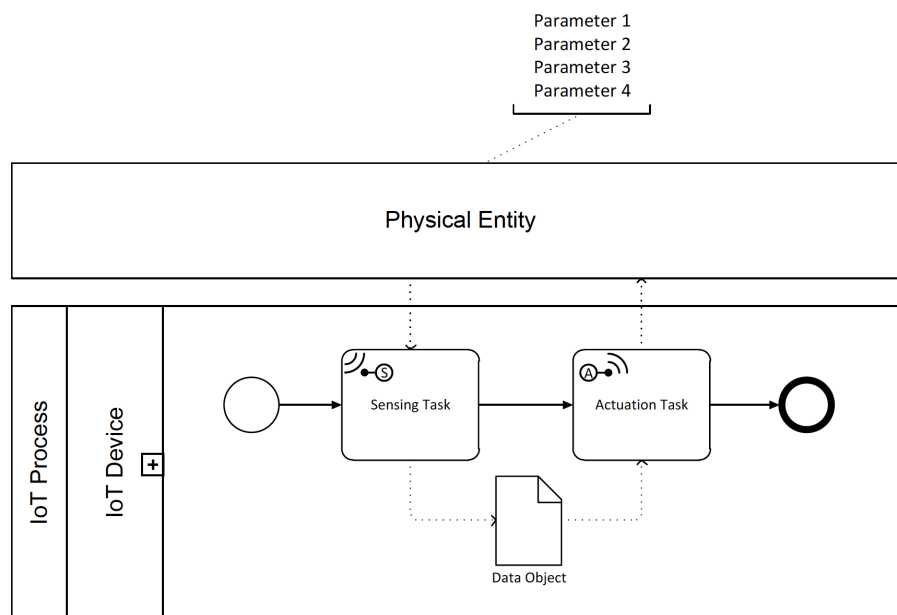 Parameter 1
Parameter 2
Parameter 3
Parameter 4
Physical Entity
IoT Process
IoT Device
+
S
Sensing Task
A
Actuation Task
Data Object